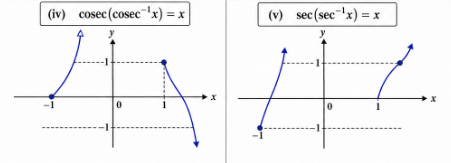 (iv) cosec(cosec⁻¹x) = x
y
1
-1
0
1
x
-1
(v) sec(sec⁻¹x) = x
y
1
0
1
x
-1
-1